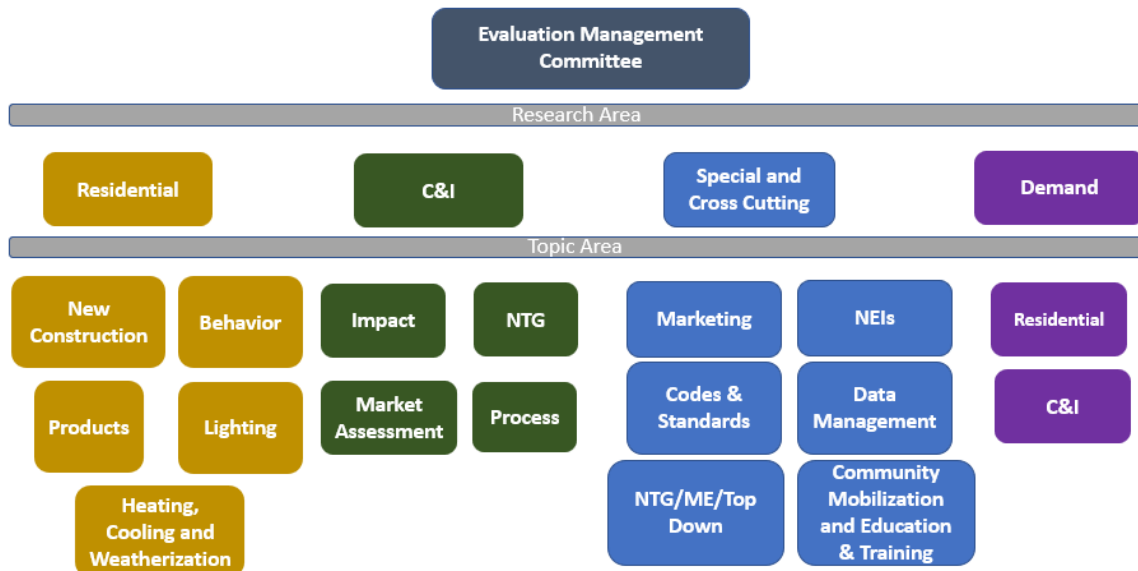 Evaluation Management
Committee
Research Area
Residential
C&I
Special and
Cross Cutting
Demand
Topic Area
New
Construction
Behavior
Impact
NTG
Marketing
NEIs
Residential
Products
Lighting
Market
Assessment
Process
Codes &
Standards
Data
Management
C&I
Heating,
Cooling and
Weatherization
NTG/ME/Top
Down
Community
Mobilization
and Education
& Training